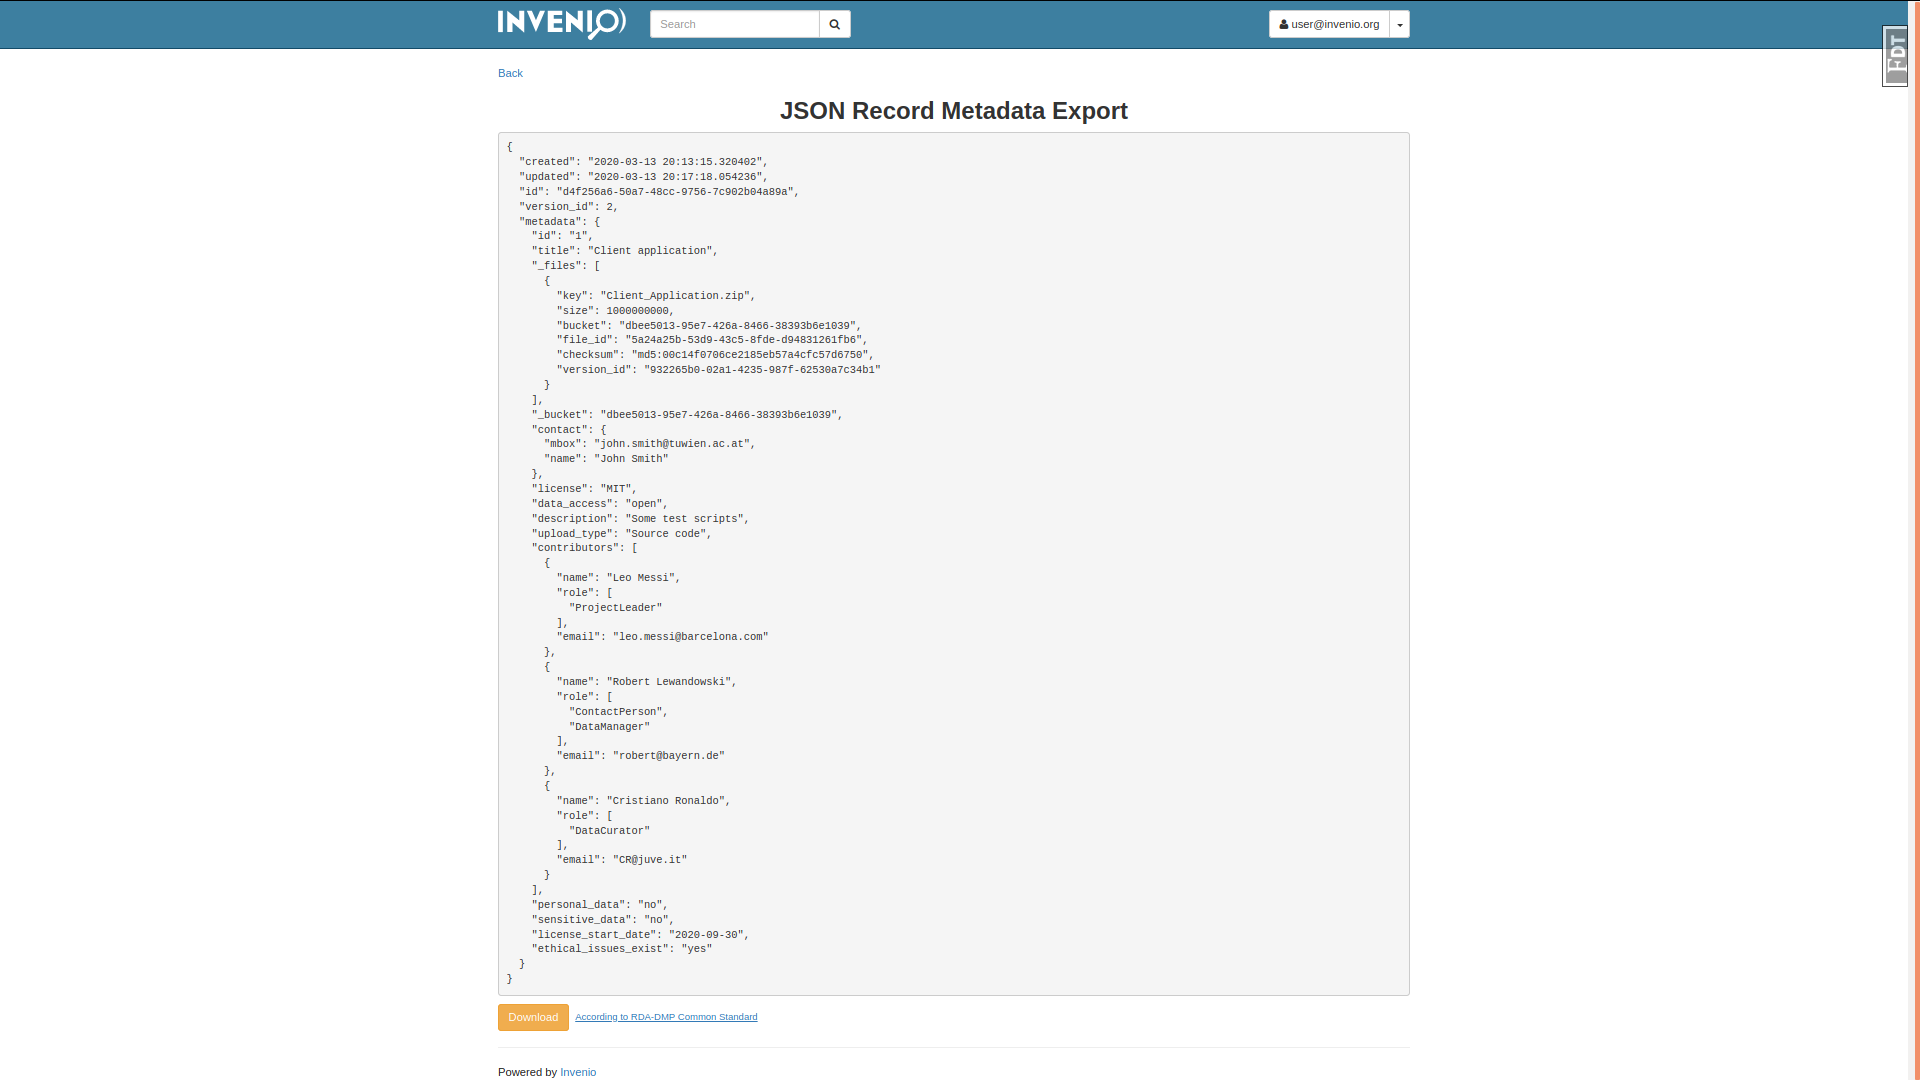 INVENIO
Search
user@invenio.org
FDT
Back
JSON Record Metadata Export
{
"created": "2020-03-13 20:13:15.320402",
"updated": "2020-03-13 20:17:18.054236",
"id": "d4f256a6-50a7-48cc-9756-7c902b04a89a",
"version_id": 2,
"metadata": {
"id": "1",
"title": "Client application",
"_files": [
{
"key": "Client_Application.zip",
"size": 1000000000,
"bucket": "dbee5013-95e7-426a-8466-38393b6e1039",
"file_id": "5a24a25b-53d9-43c5-8fde-d94831261fb6",
"checksum": "md5:00c14f0706ce2185eb57a4cfc57d6750",
"version_id": "932265b0-02a1-4235-987f-62530a7c34b1"
}
],
"_bucket": "dbee5013-95e7-426a-8466-38393b6e1039",
"contact": {
"mbox": "john.smith@tuwien.ac.at",
"name": "John Smith"
},
"license": "MIT",
"data_access": "open",
"description": "Some test scripts",
"upload_type": "Source code",
"contributors": [
{
"name": "Leo Messi",
"role": [
"ProjectLeader"
],
"email": "leo.messi@barcelona.com"
},
{
"name": "Robert Lewandowski",
"role": [
"ContactPerson",
"DataManager"
],
"email": "robert@bayern.de"
},
{
"name": "Cristiano Ronaldo",
"role": [
"DataCurator"
],
"email": "CR@juve.it"
}
],
"personal_data": "no",
"sensitive_data": "no",
"license_start_date": "2020-09-30",
"ethical_issues_exist": "yes"
}
}
Download According to RDA-DMP Common Standard
Powered by Invenio